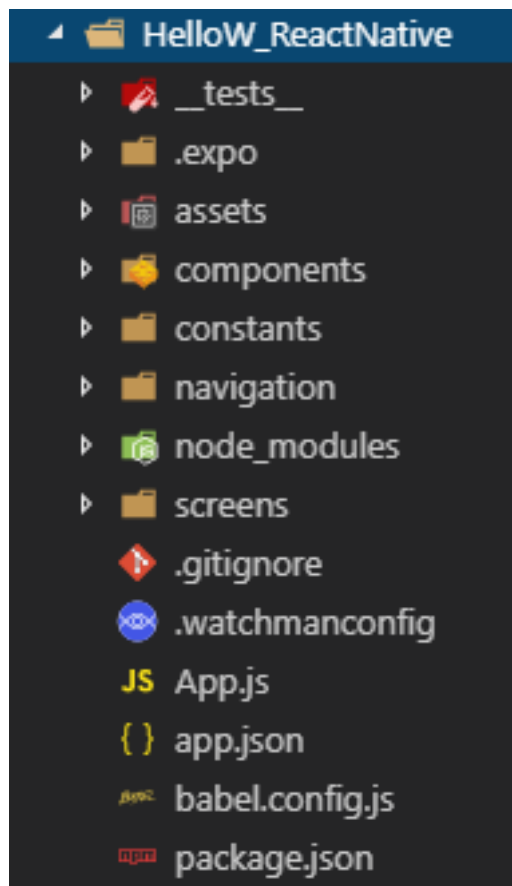 HelloW_ReactNative
__tests__
.expo
assets
components
constants
navigation
node_modules
screens
.gitignore
.watchmanconfig
JS App.js
{ } app.json
babel.config.js
npm package.json